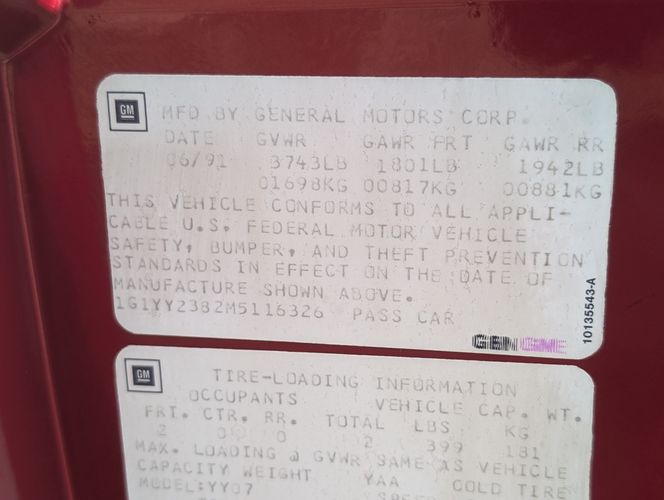 GM
MFD BY GENERAL MOTORS CORP.
DATE GVWR GAWR FRT GAWR RR
06/91 3743LB 1801LB 1942LB
01698KG 00817KG 00881KG
THIS VEHICLE CONFORMS TO ALL APPLI-
CABLE U.S. FEDERAL MOTOR VEHICLE
SAFETY, BUMPER, AND THEFT PREVENTION
STANDARDS IN EFFECT ON THE DATE OF
MANUFACTURE SHOWN ABOVE.
1G1YY2382M5116326 PASS CAR
10135543-A
GM
TIRE-LOADING INFORMATION
OCCUPANTS VEHICLE CAP. WT.
FRT. CTR. RR. TOTAL LBS KG
2 0 0 2 399 181
MAX. LOADING @ GVWR SAME AS VEHICLE
CAPACITY WEIGHT YAA COLD TIRE
MODEL:YY07